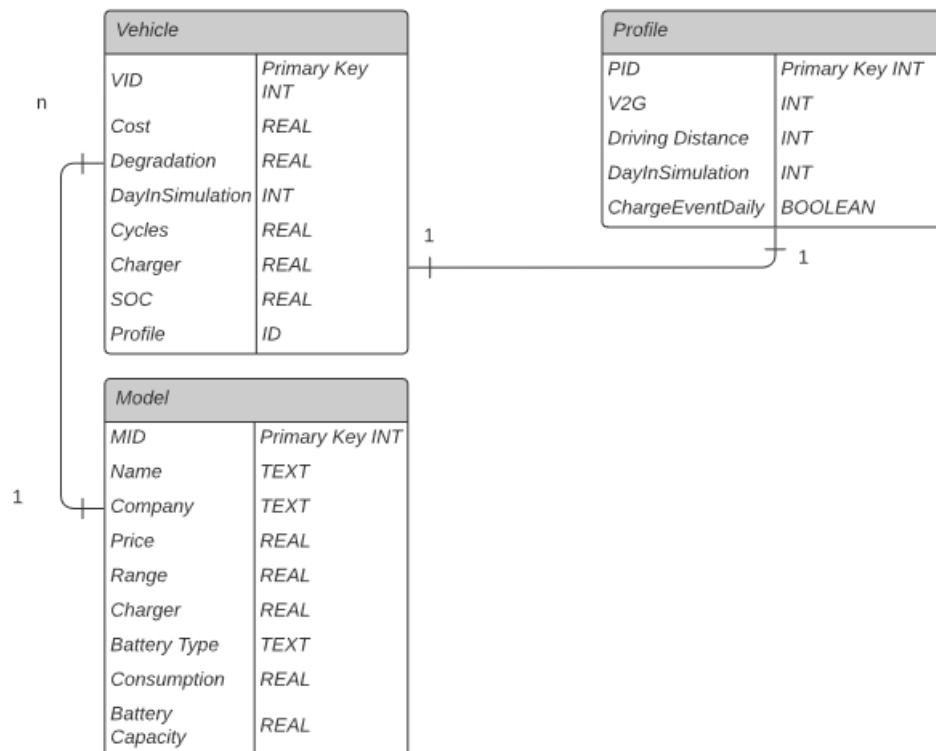 Vehicle
VID Primary Key
INT
Cost REAL
Degradation REAL
DayInSimulation INT
Cycles REAL
Charger REAL
SOC REAL
Profile ID
n
1
Profile
PID Primary Key INT
V2G INT
Driving Distance INT
DayInSimulation INT
ChargeEventDaily BOOLEAN
1
1
Model
MID Primary Key INT
Name TEXT
Company TEXT
Price REAL
Range REAL
Charger REAL
Battery Type TEXT
Consumption REAL
Battery
Capacity REAL